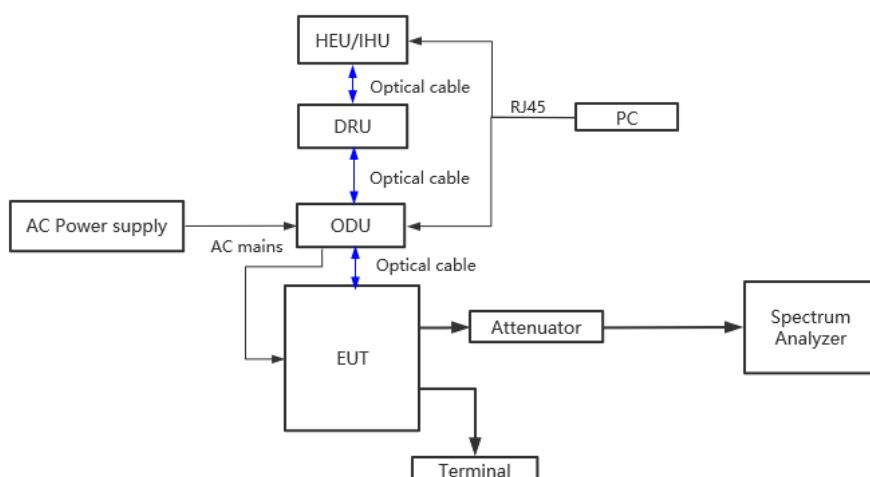 HEU/IHU
Optical cable
RJ45
PC
DRU
Optical cable
AC Power supply
ODU
AC mains
Optical cable
Attenuator
Spectrum
Analyzer
EUT
Terminal